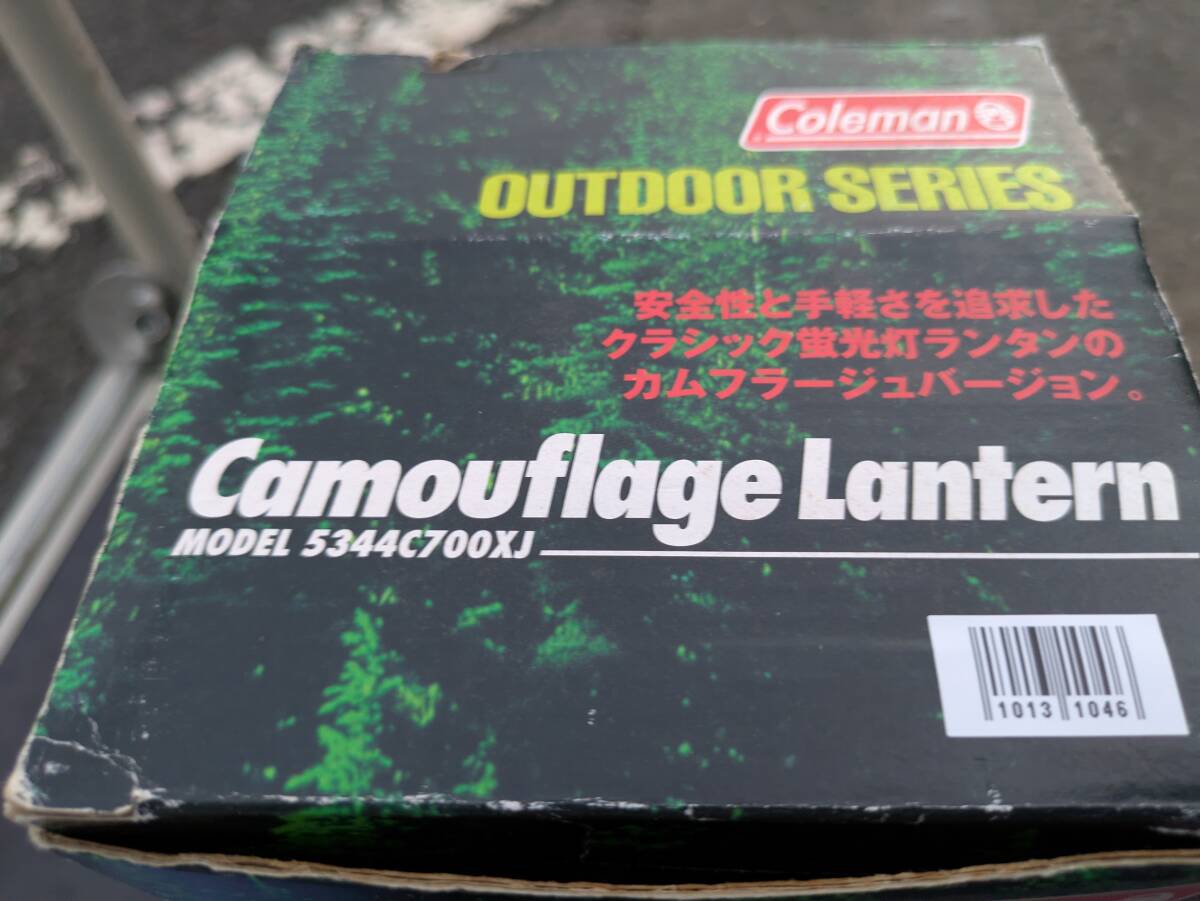 Coleman
OUTDOOR SERIES
安全性と手軽さを追求した
クラシック蛍光灯ランタンの
カムフラージュバージョン。
Camouflage Lantern
MODEL 5344C700XJ
1013 1046